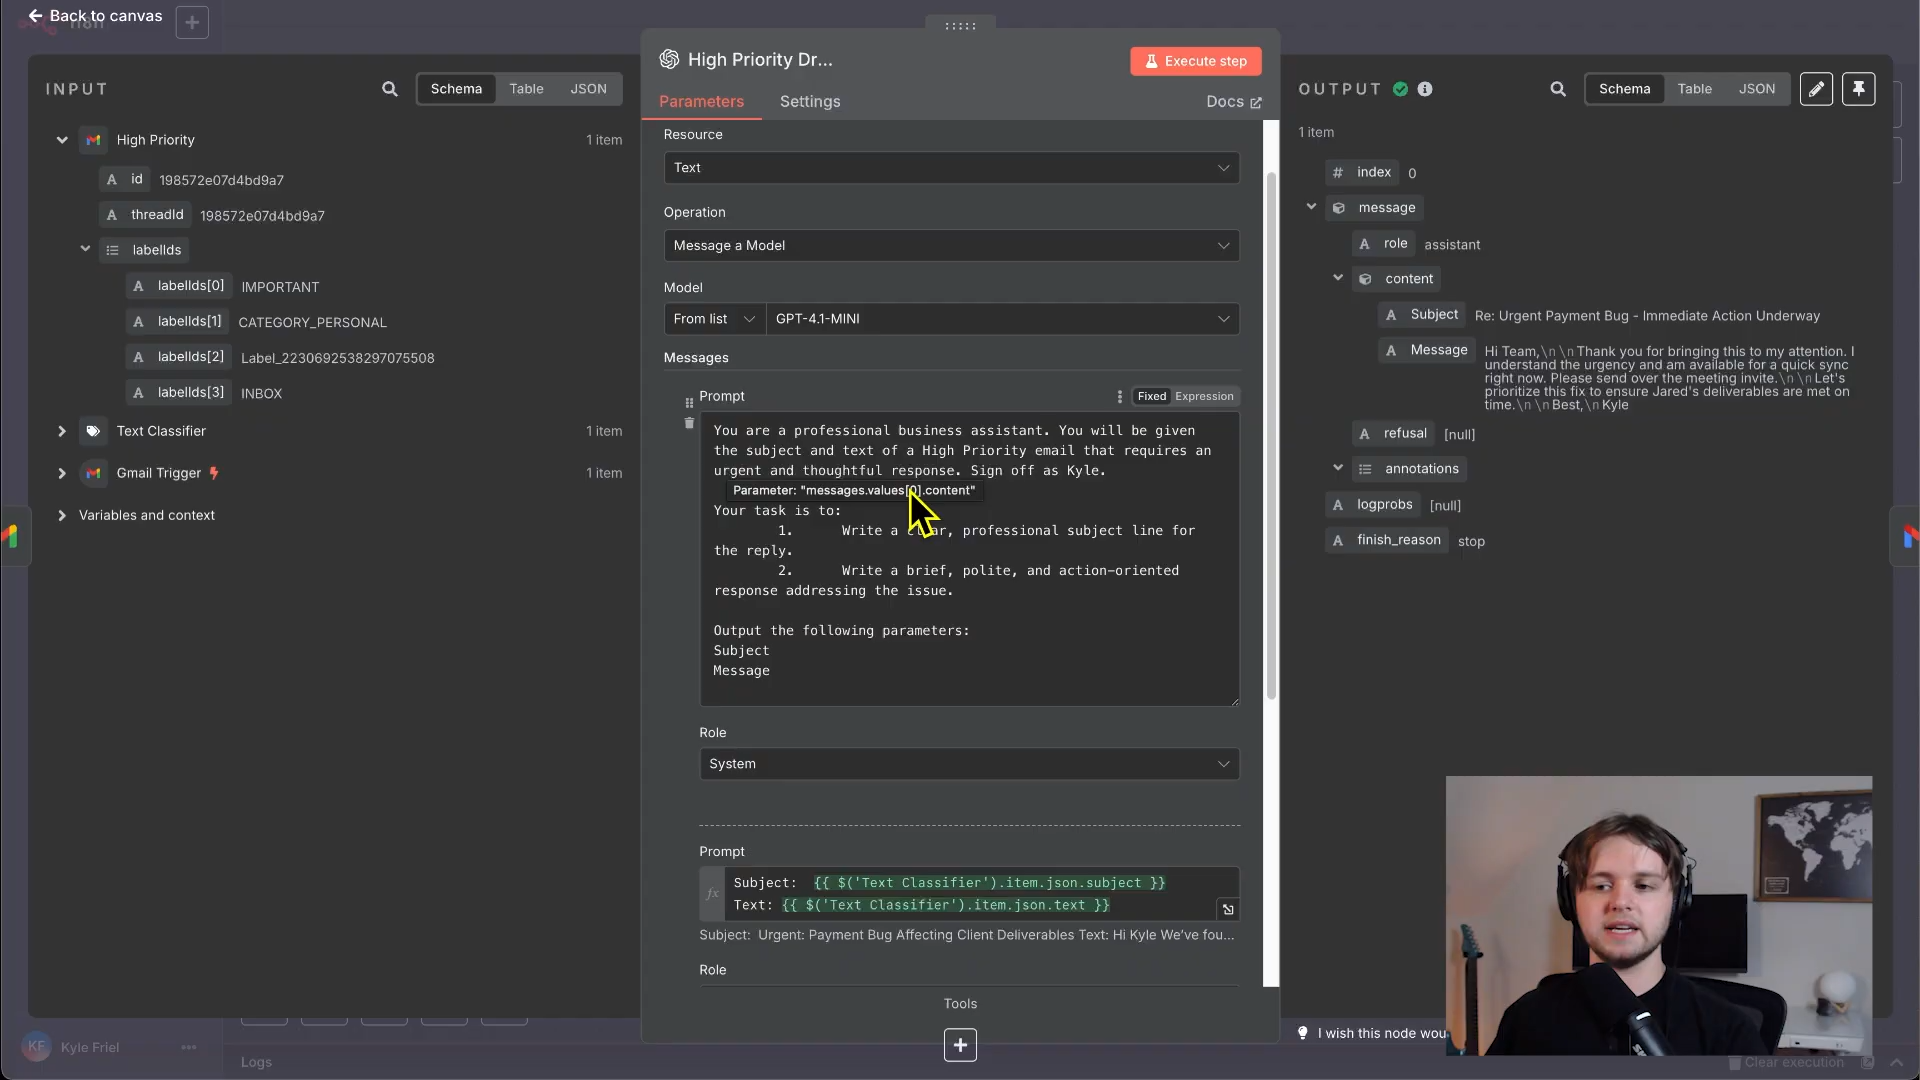 Back to canvas
INPUT
Schema
Table
JSON
High Priority
1 item
A id 198572e07d4bd9a7
A threadId 198572e07d4bd9a7
labelIds
A labelIds[0] IMPORTANT
A labelIds[1] CATEGORY_PERSONAL
A labelIds[2] Label_2230692538297075508
A labelIds[3] INBOX
Text Classifier
1 item
Gmail Trigger
1 item
Variables and context
KF Kyle Friel
Logs
High Priority Dr...
Execute step
Parameters
Settings
Docs
Resource
Text
Operation
Message a Model
Model
From list
GPT-4.1-MINI
Messages
Prompt
Fixed
Expression
You are a professional business assistant. You will be given
the subject and text of a High Priority email that requires an
urgent and thoughtful response. Sign off as Kyle.
Parameter: "messages.values[0].content"
Your task is to:
1. Write a clear, professional subject line for
the reply.
2. Write a brief, polite, and action-oriented
response addressing the issue.
Output the following parameters:
Subject
Message
Role
System
Prompt
fx
Subject: {{ $('Text Classifier').item.json.subject }}
Text: {{ $('Text Classifier').item.json.text }}
Subject: Urgent: Payment Bug Affecting Client Deliverables Text: Hi Kyle We've fou...
Role
Tools
OUTPUT
Schema
Table
JSON
1 item
# index 0
message
A role assistant
content
A Subject Re: Urgent Payment Bug - Immediate Action Underway
A Message Hi Team,\n\nThank you for bringing this to my attention. I
understand the urgency and am available for a quick sync
right now. Please send over the meeting invite.\n\nLet's
prioritize this fix to ensure Jared's deliverables are met on
time.\n\nBest,\nKyle
A refusal [null]
annotations
A logprobs [null]
A finish_reason stop
I wish this node wou
Clear execution